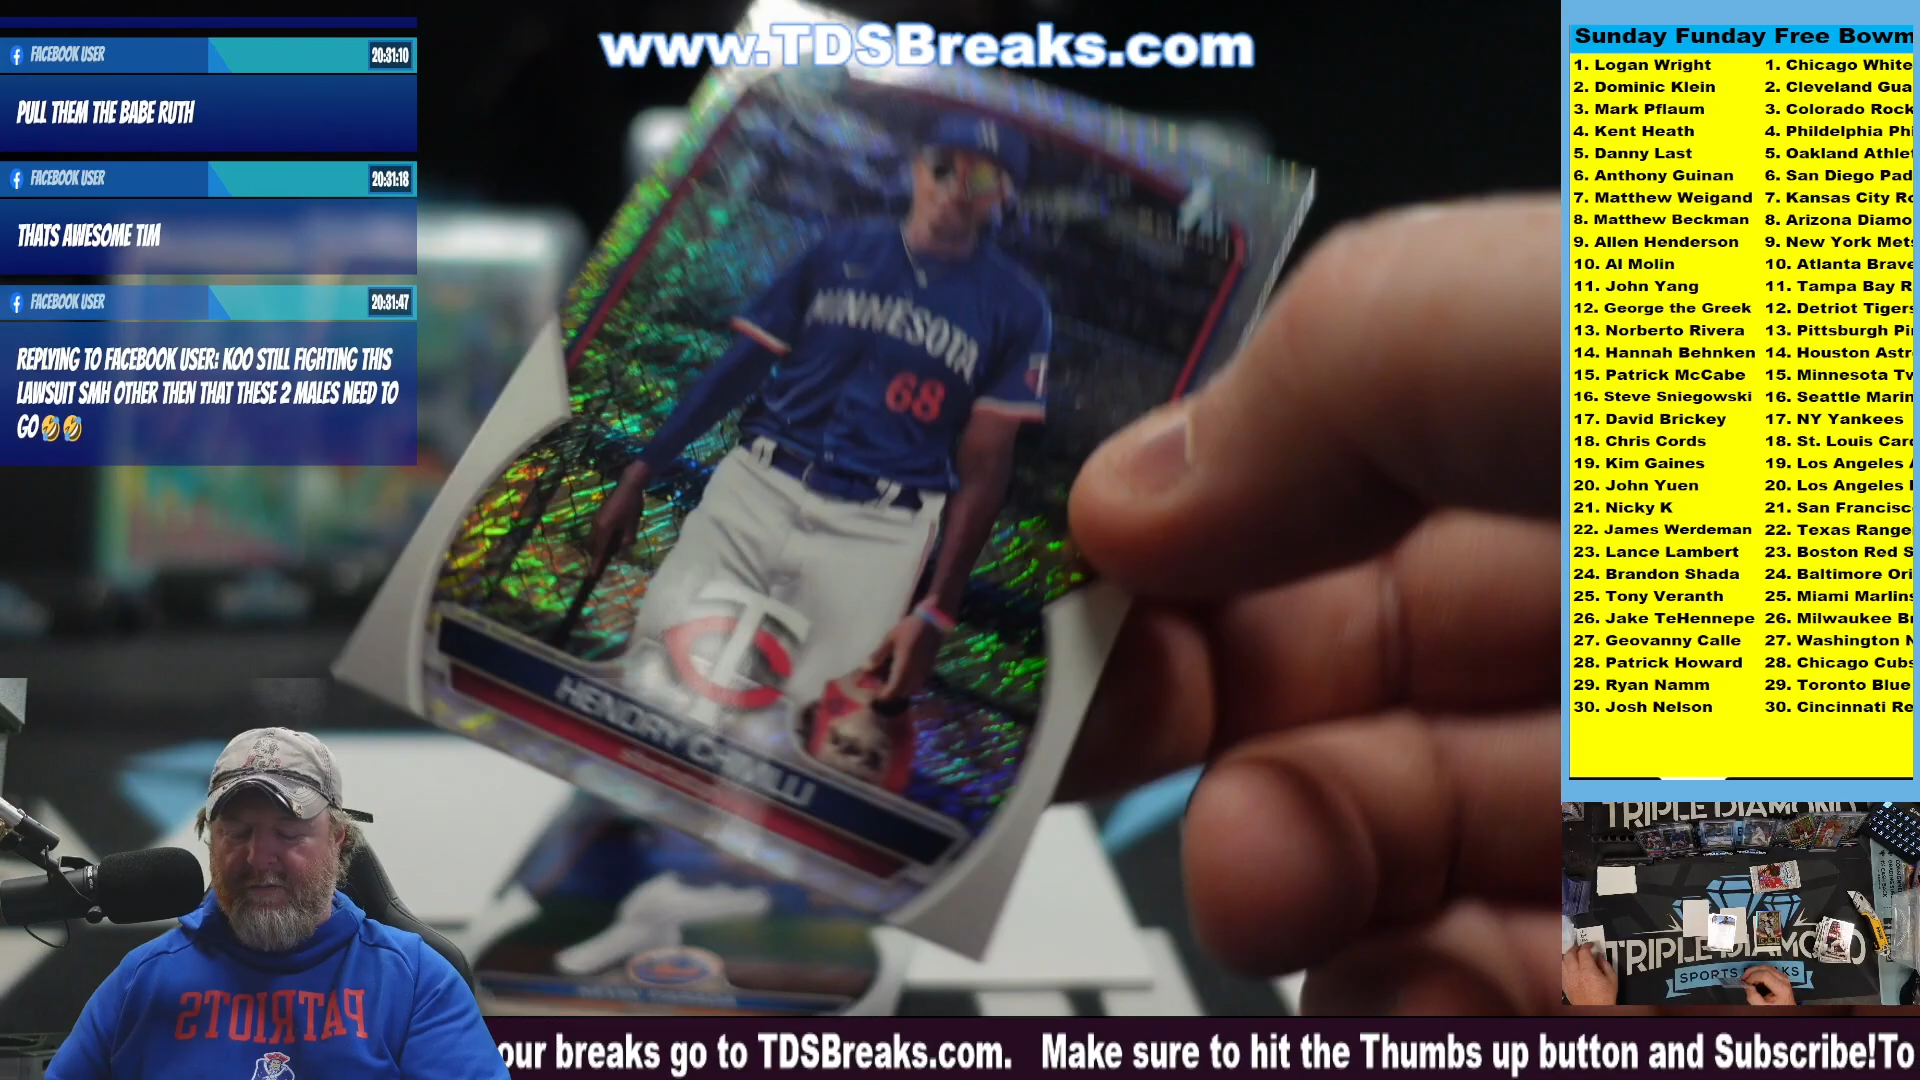 www.TDSBreaks.com
FACEBOOK USER 20:31:10
PULL THEM THE BABE RUTH
FACEBOOK USER 20:31:18
THATS AWESOME TIM
FACEBOOK USER 20:31:47
REPLYING TO FACEBOOK USER: KOO STILL FIGHTING THIS
LAWSUIT SMH OTHER THEN THAT THESE 2 MALES NEED TO
GO🤣🤣
MINNESOTA
68
HENDRY
PATRIOTS
Sunday Funday Free Bowm
1. Logan Wright 1. Chicago White
2. Dominic Klein 2. Cleveland Gua
3. Mark Pflaum 3. Colorado Rock
4. Kent Heath 4. Phildelphia Phi
5. Danny Last 5. Oakland Athlet
6. Anthony Guinan 6. San Diego Pad
7. Matthew Weigand 7. Kansas City Ro
8. Matthew Beckman 8. Arizona Diamo
9. Allen Henderson 9. New York Mets
10. Al Molin 10. Atlanta Brave
11. John Yang 11. Tampa Bay R
12. George the Greek 12. Detriot Tigers
13. Norberto Rivera 13. Pittsburgh Pi
14. Hannah Behnken 14. Houston Astr
15. Patrick McCabe 15. Minnesota Tw
16. Steve Sniegowski 16. Seattle Marin
17. David Brickey 17. NY Yankees
18. Chris Cords 18. St. Louis Car
19. Kim Gaines 19. Los Angeles A
20. John Yuen 20. Los Angeles
21. Nicky K 21. San Francisc
22. James Werdeman 22. Texas Range
23. Lance Lambert 23. Boston Red S
24. Brandon Shada 24. Baltimore Ori
25. Tony Veranth 25. Miami Marlins
26. Jake TeHennepe 26. Milwaukee Br
27. Geovanny Calle 27. Washington N
28. Patrick Howard 28. Chicago Cubs
29. Ryan Namm 29. Toronto Blue
30. Josh Nelson 30. Cincinnati Re
TRIPLE DIAMOND
TRIPLE DIAMOND
SPORTS BREAKS
our breaks go to TDSBreaks.com. Make sure to hit the Thumbs up button and Subscribe!To